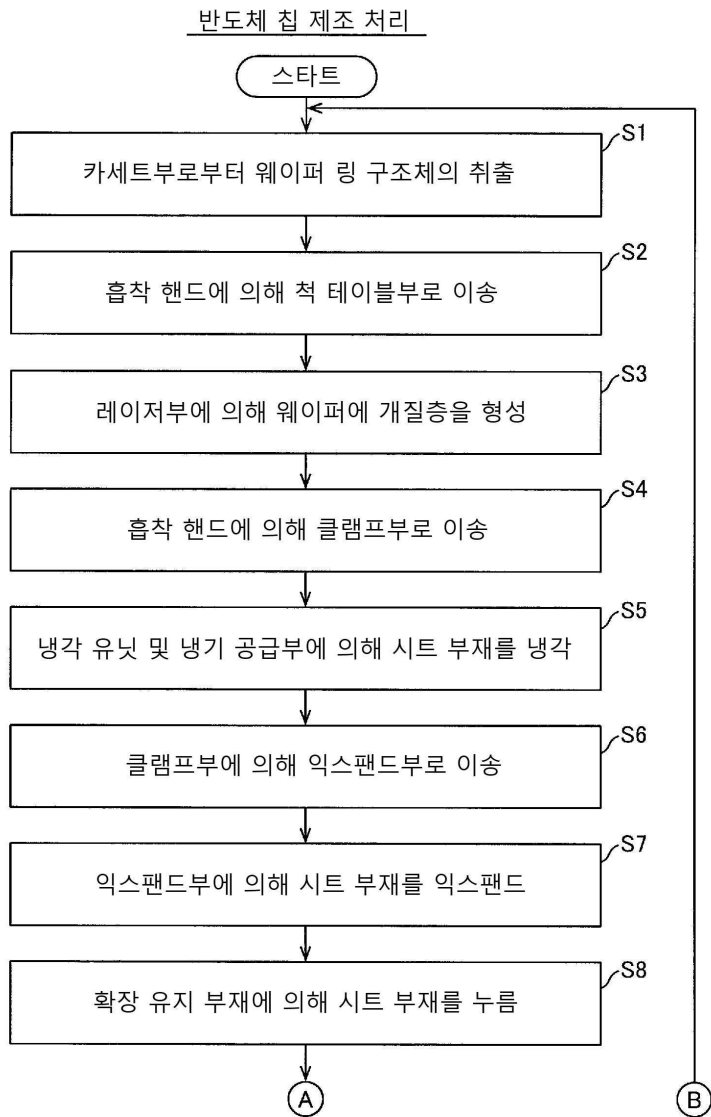 반도체 칩 제조 처리
스타트
S1
카세트부로부터 웨이퍼 링 구조체의 취출
S2
흡착 핸드에 의해 척 테이블부로 이송
S3
레이저부에 의해 웨이퍼에 개질층을 형성
S4
흡착 핸드에 의해 클램프부로 이송
S5
냉각 유닛 및 냉기 공급부에 의해 시트 부재를 냉각
S6
클램프부에 의해 익스팬드부로 이송
S7
익스팬드부에 의해 시트 부재를 익스팬드
S8
확장 유지 부재에 의해 시트 부재를 누름
A
B